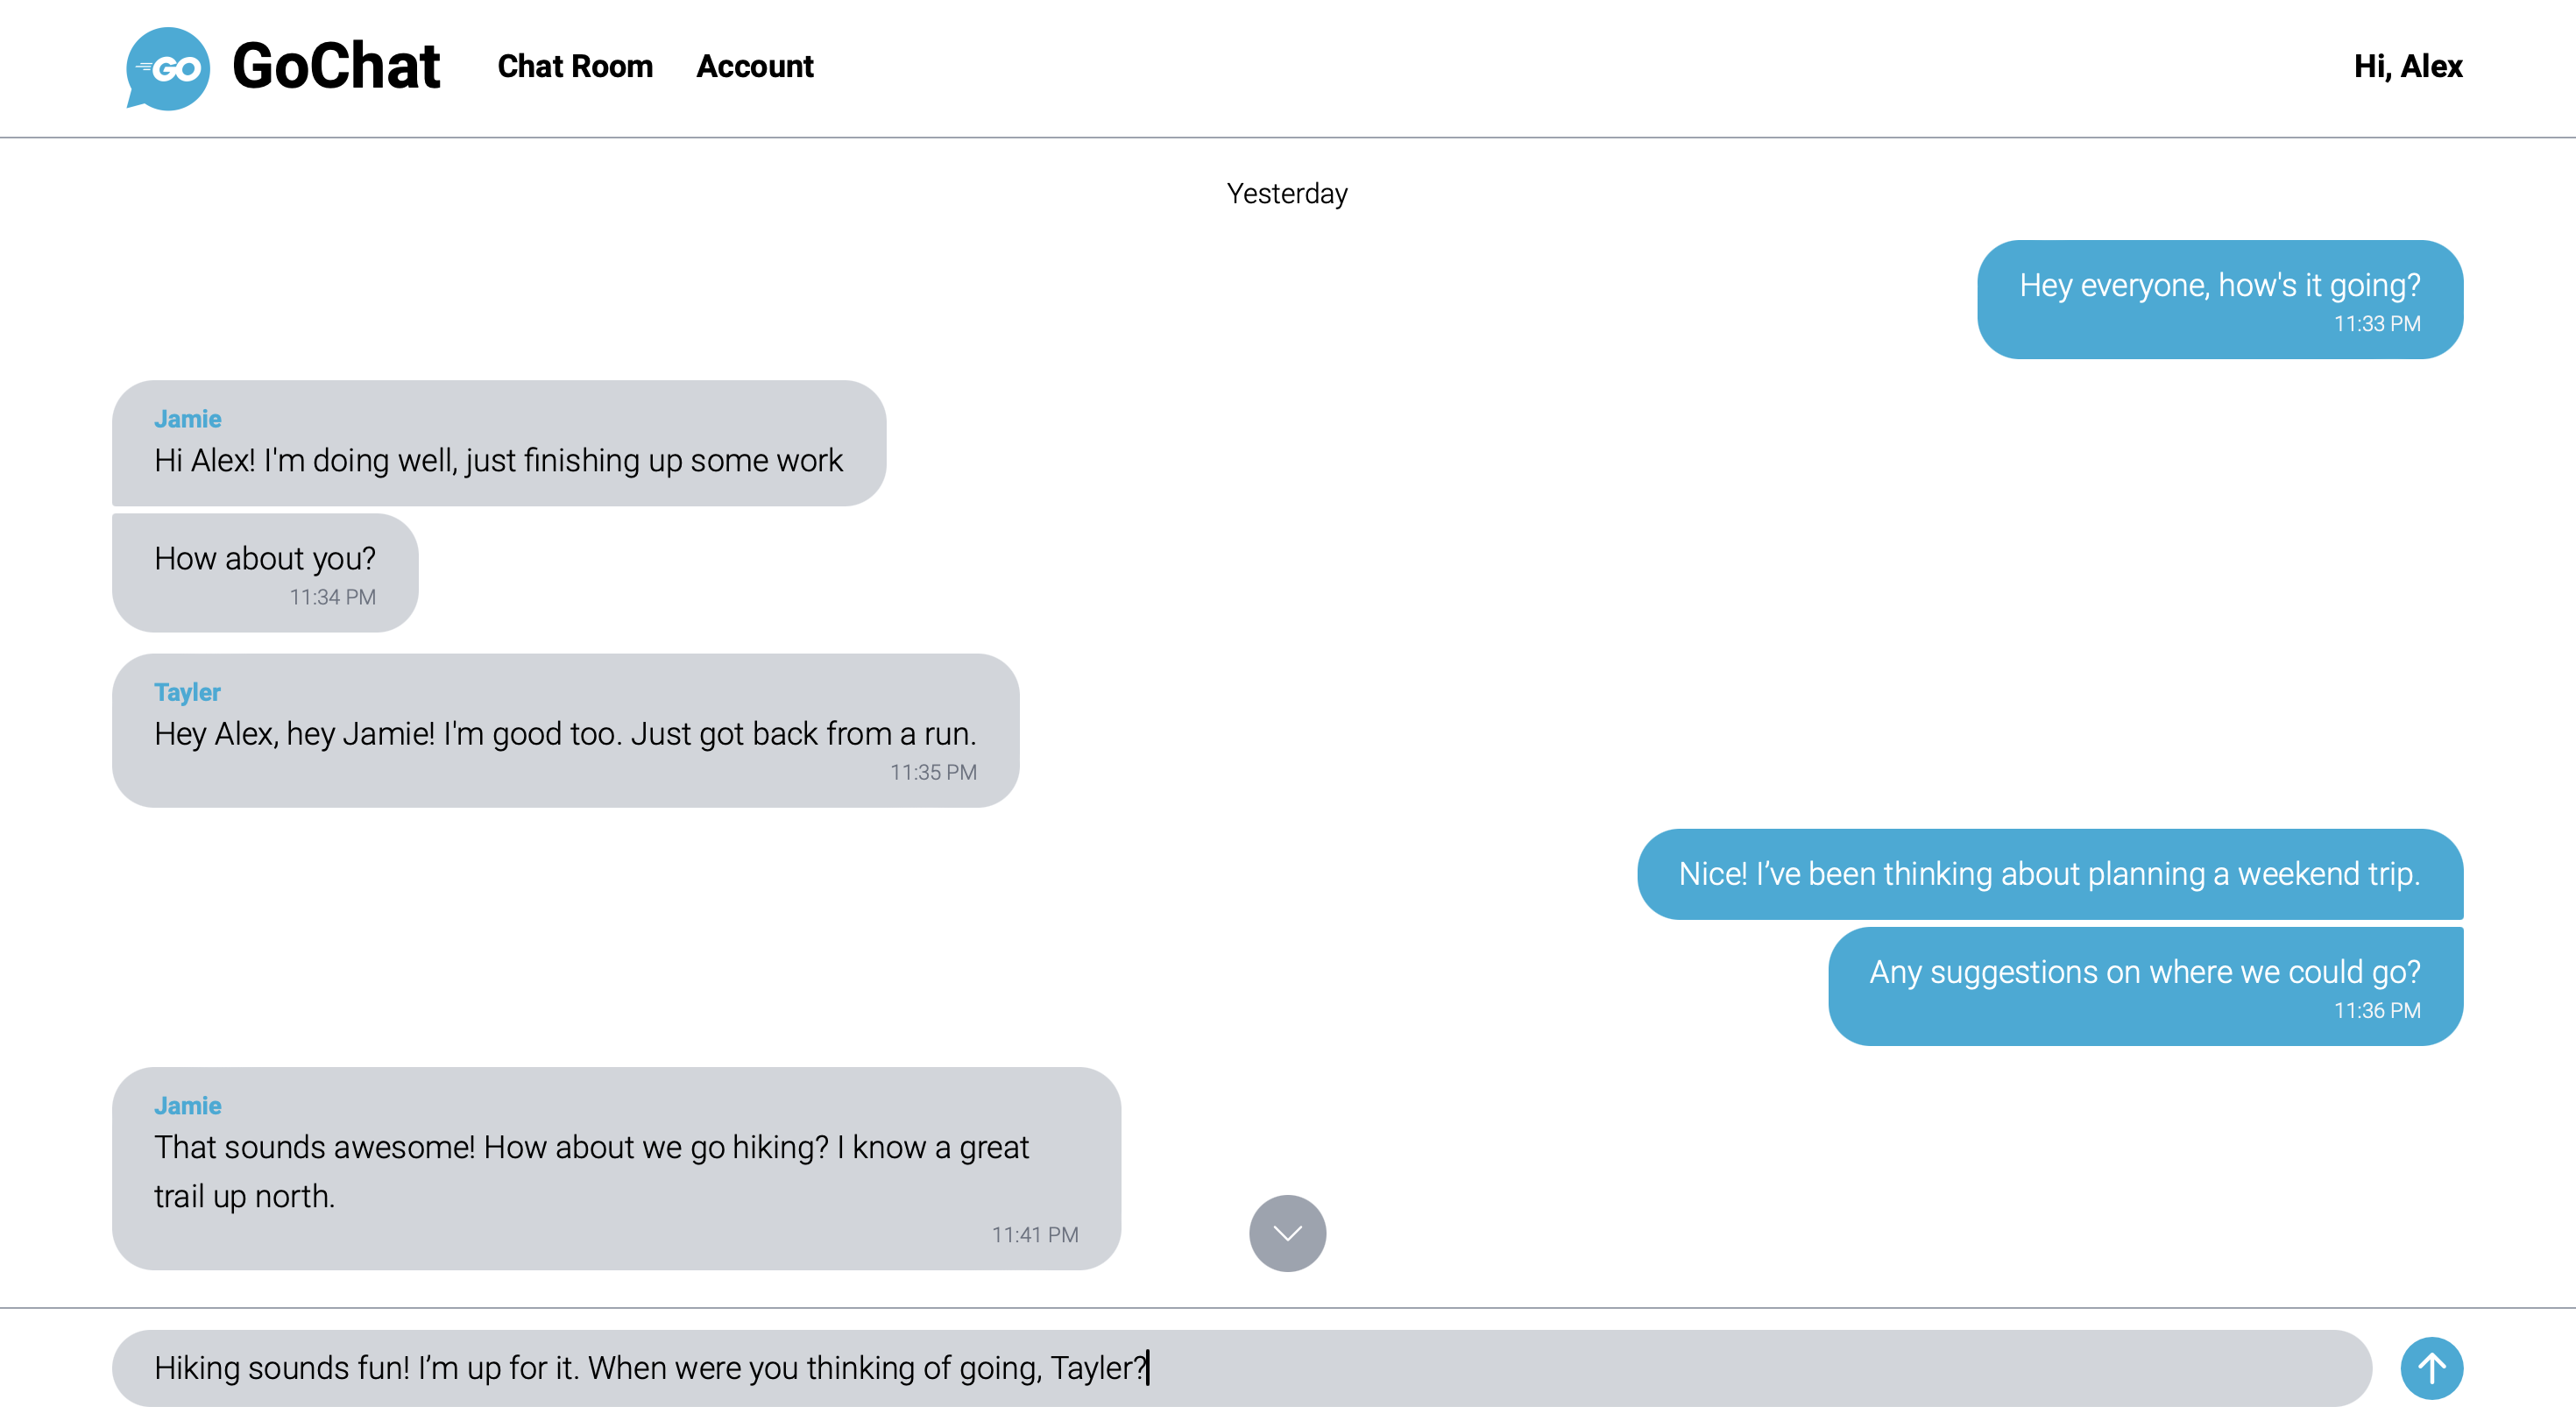 GO
GoChat
Chat Room
Account
Hi, Alex
Yesterday
Hey everyone, how's it going?
11:33 PM
Jamie
Hi Alex! I'm doing well, just finishing up some work
How about you?
11:34 PM
Tayler
Hey Alex, hey Jamie! I'm good too. Just got back from a run.
11:35 PM
Nice! I’ve been thinking about planning a weekend trip.
Any suggestions on where we could go?
11:36 PM
Jamie
That sounds awesome! How about we go hiking? I know a great
trail up north.
11:41 PM
Hiking sounds fun! I’m up for it. When were you thinking of going, Tayler?